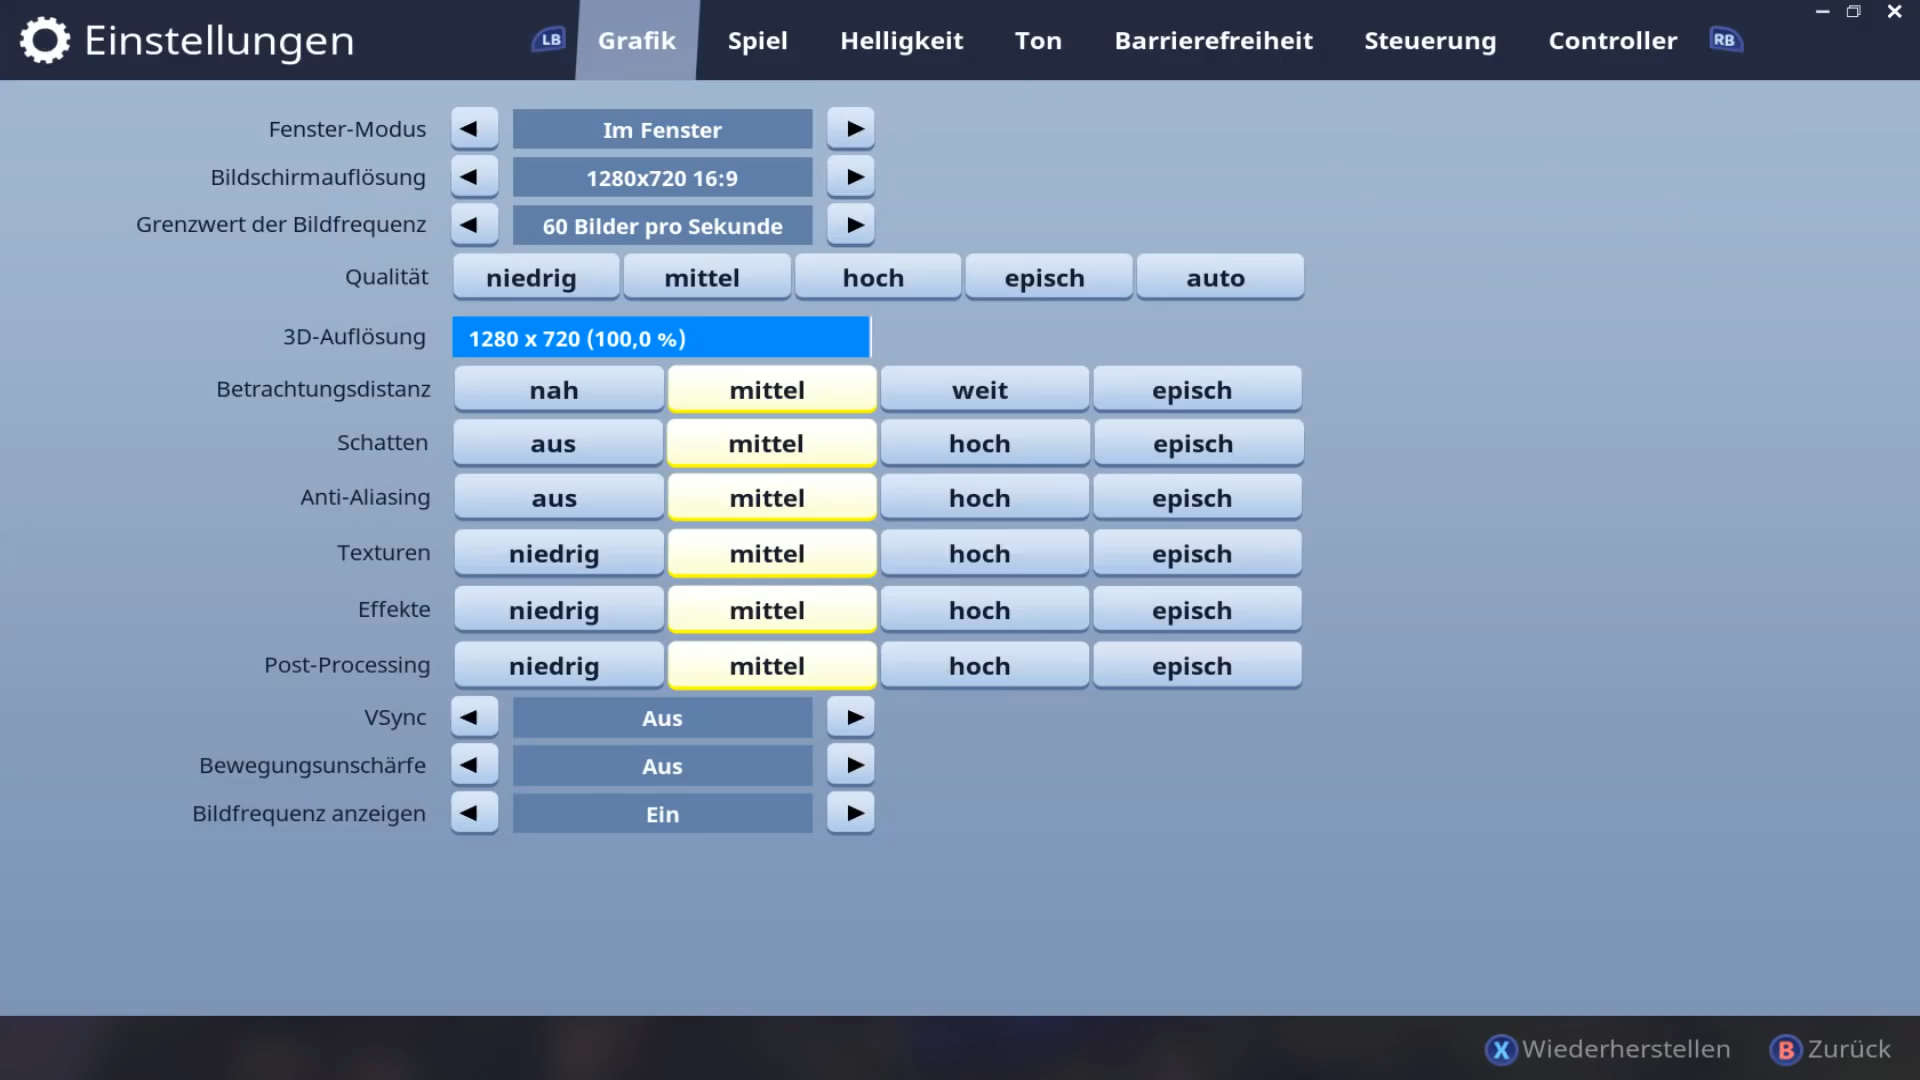 Einstellungen
LB Grafik Spiel Helligkeit Ton Barrierefreiheit Steuerung Controller RB
Fenster-Modus Im Fenster
Bildschirmauflösung 1280x720 16:9
Grenzwert der Bildfrequenz 60 Bilder pro Sekunde
Qualität niedrig mittel hoch episch auto
3D-Auflösung 1280 x 720 (100,0 %)
Betrachtungsdistanz nah mittel weit episch
Schatten aus mittel hoch episch
Anti-Aliasing aus mittel hoch episch
Texturen niedrig mittel hoch episch
Effekte niedrig mittel hoch episch
Post-Processing niedrig mittel hoch episch
VSync Aus
Bewegungsunschärfe Aus
Bildfrequenz anzeigen Ein
X Wiederherstellen B Zurück